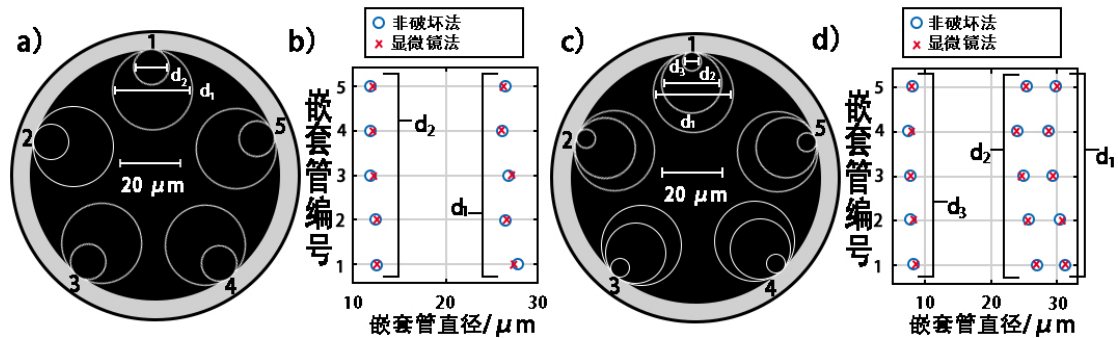 a)
1
2
3
4
5
d₂
d₁
20 μm
b)
○ 非破坏法
× 显微镜法
嵌套管编号
5
4
3
2
1
d₂
d₁
10 20 30
嵌套管直径/μm
c)
1
2
3
4
5
d₃
d₂
d₁
20 μm
d)
○ 非破坏法
× 显微镜法
嵌套管编号
5
4
3
2
1
d₃
d₂
d₁
10 20 30
嵌套管直径/μm